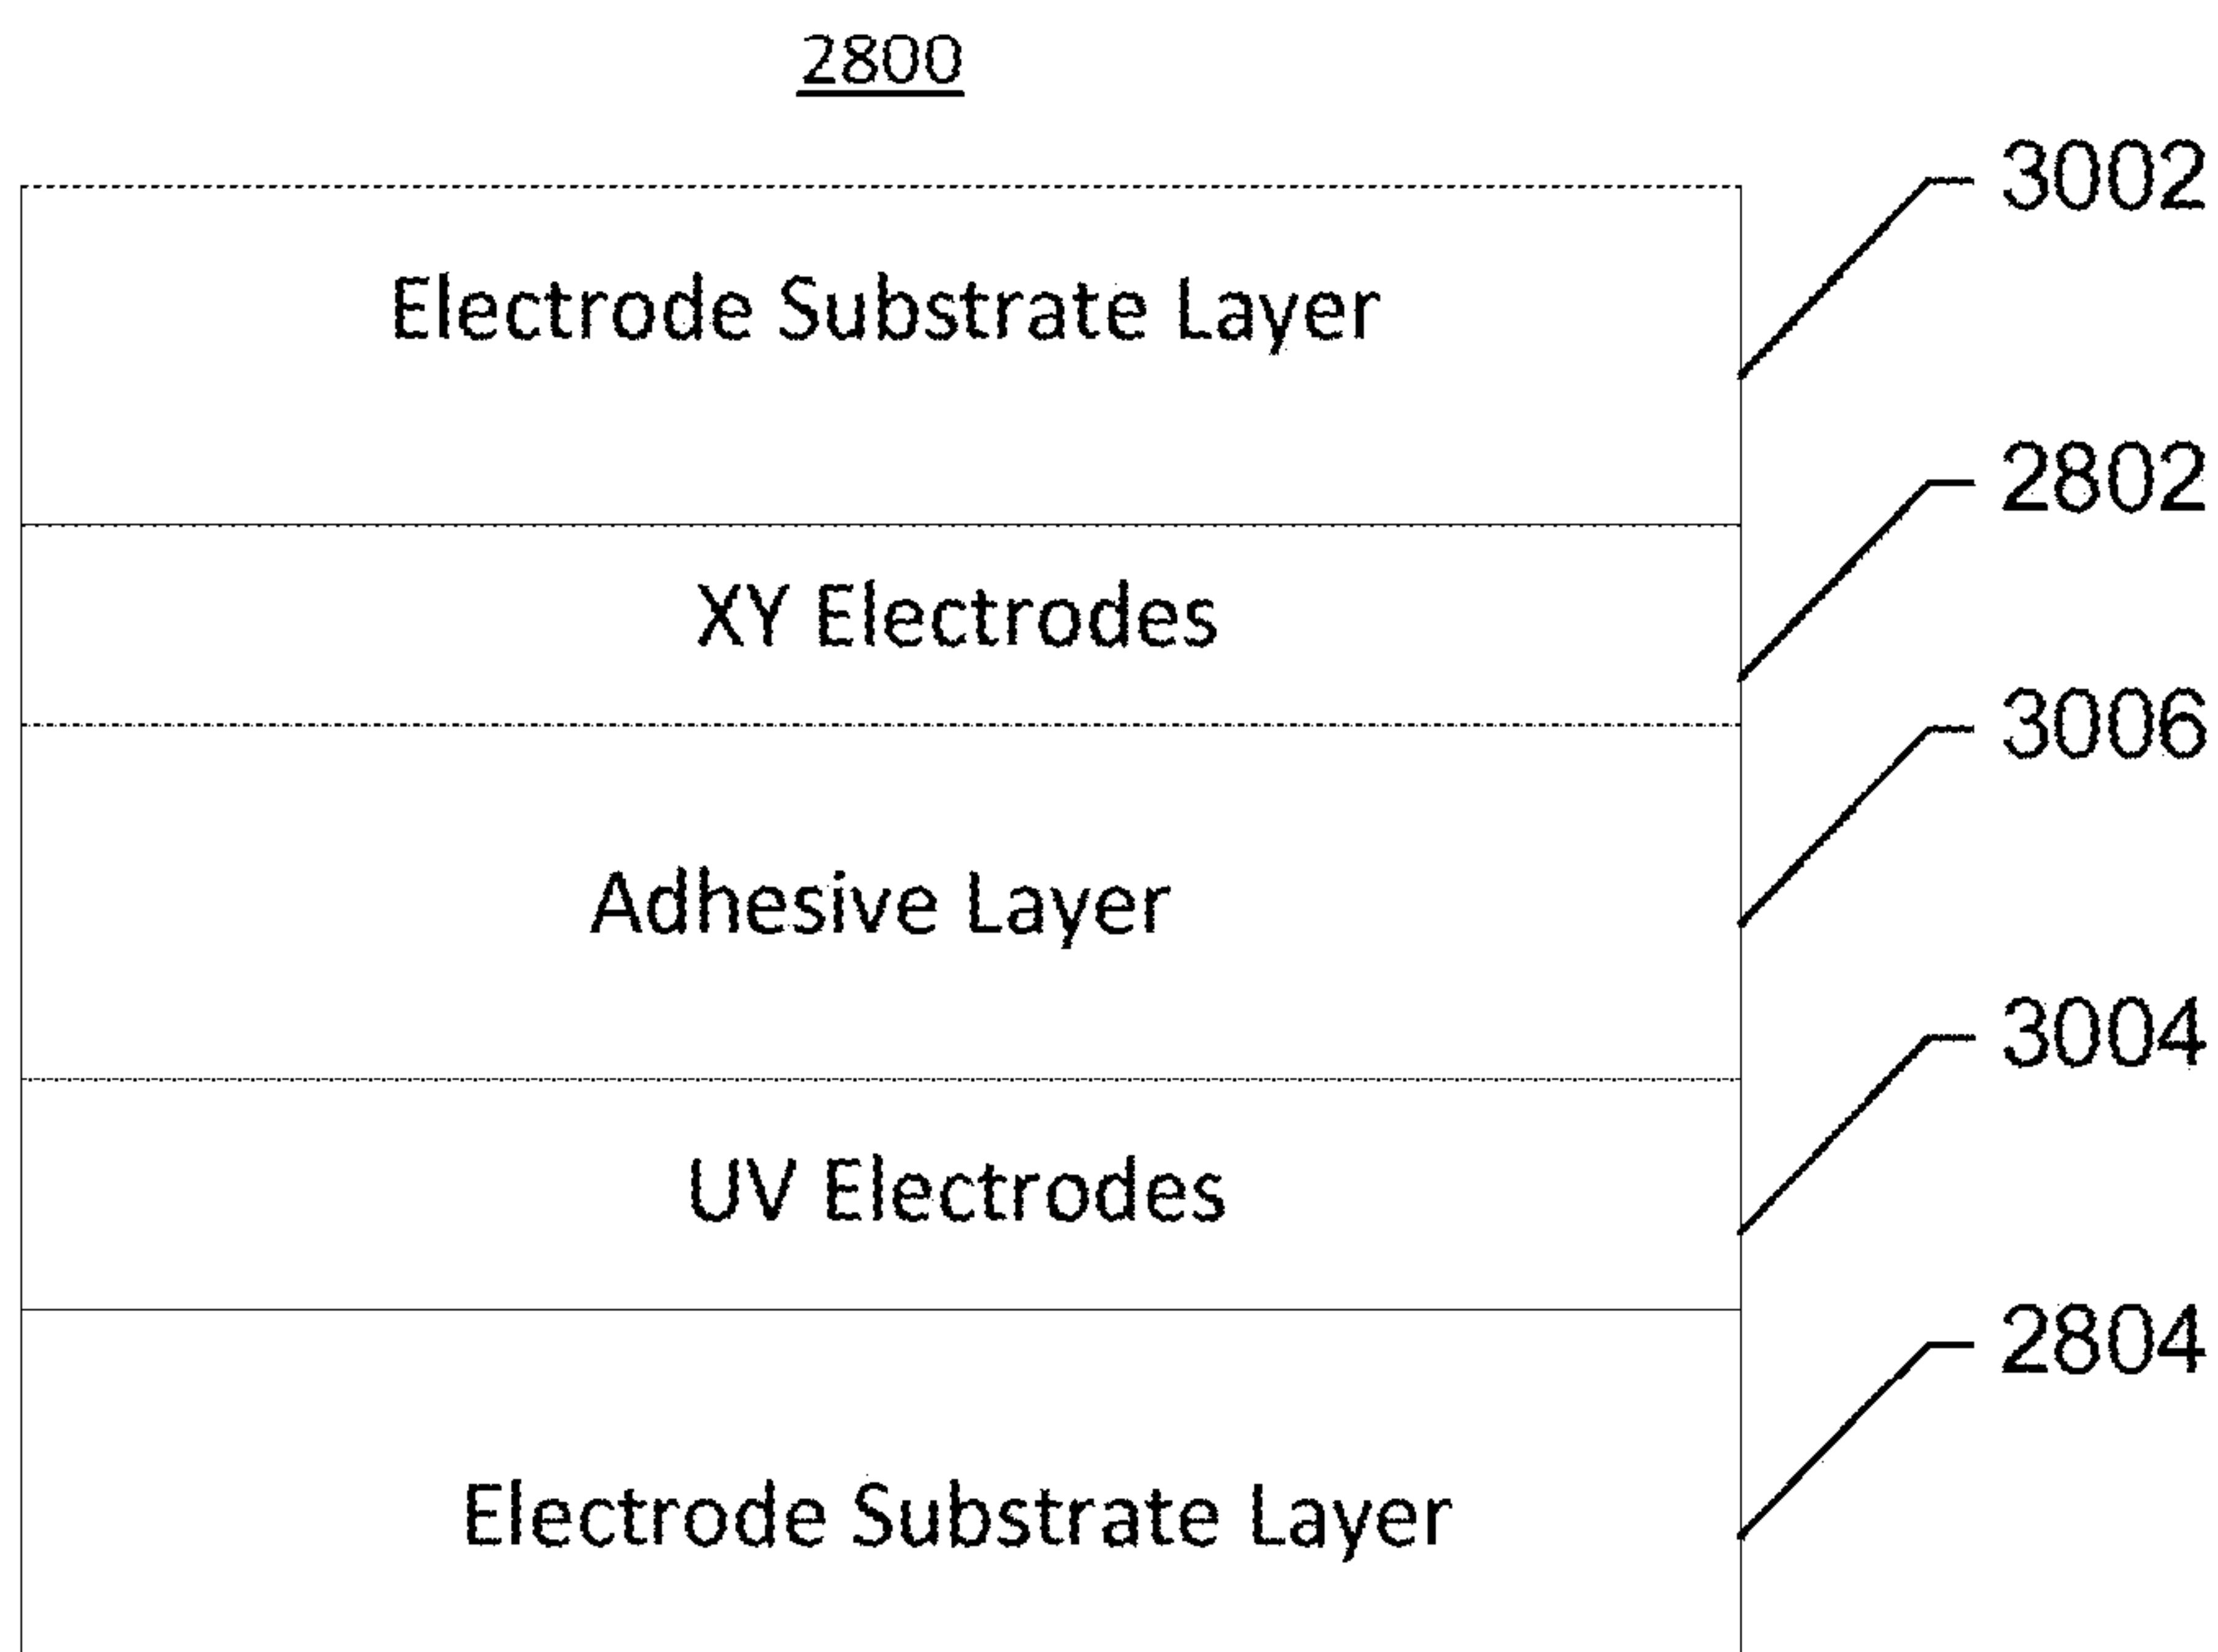 2800
3002
Electrode Substrate Layer
2802
XY Electrodes
3006
Adhesive Layer
3004
UV Electrodes
2804
Electrode Substrate Layer